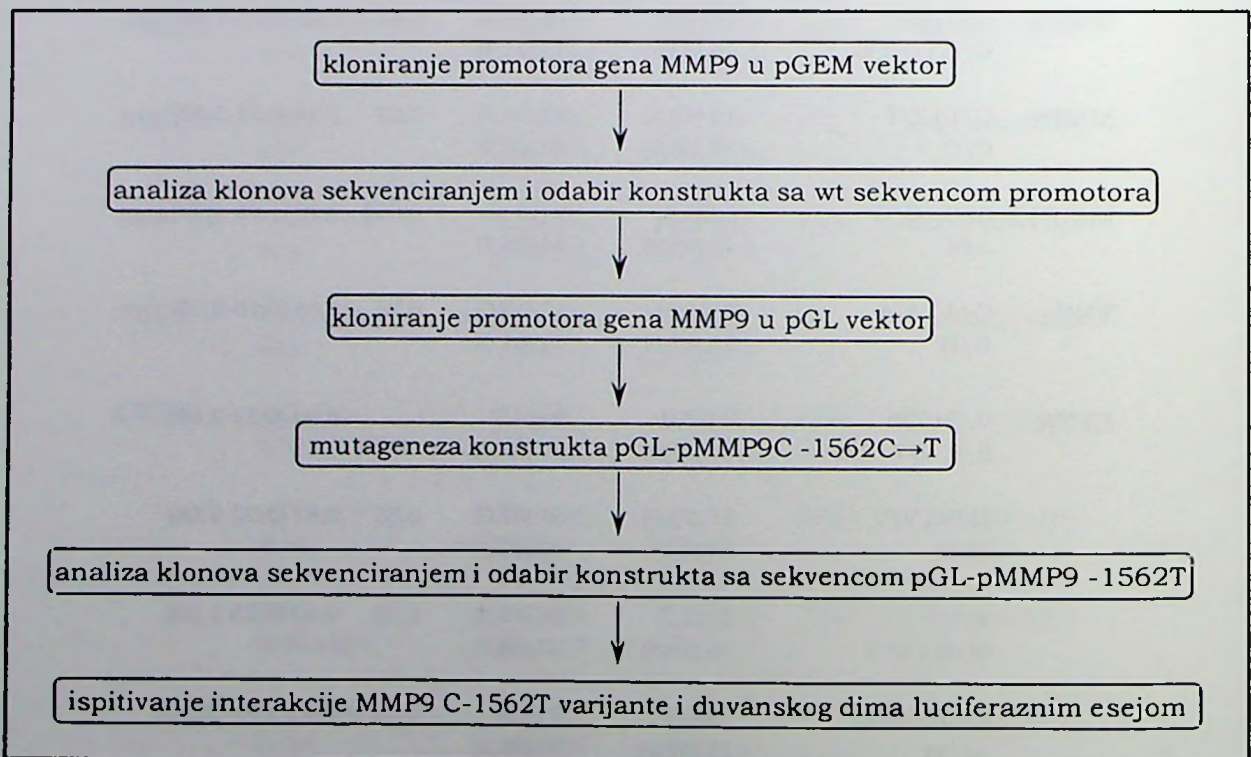 kloniranje promotora gena MMP9 u pGEM vektor
analiza klonova sekvenciranjem i odabir konstrukta sa wt sekvencom promotora
kloniranje promotora gena MMP9 u pGL vektor
mutageneza konstrukta pGL-pMMP9C -1562C→T
analiza klonova sekvenciranjem i odabir konstrukta sa sekvencom pGL-pMMP9 -1562T
ispitivanje interakcije MMP9 C-1562T varijante i duvanskog dima luciferaznim esejom